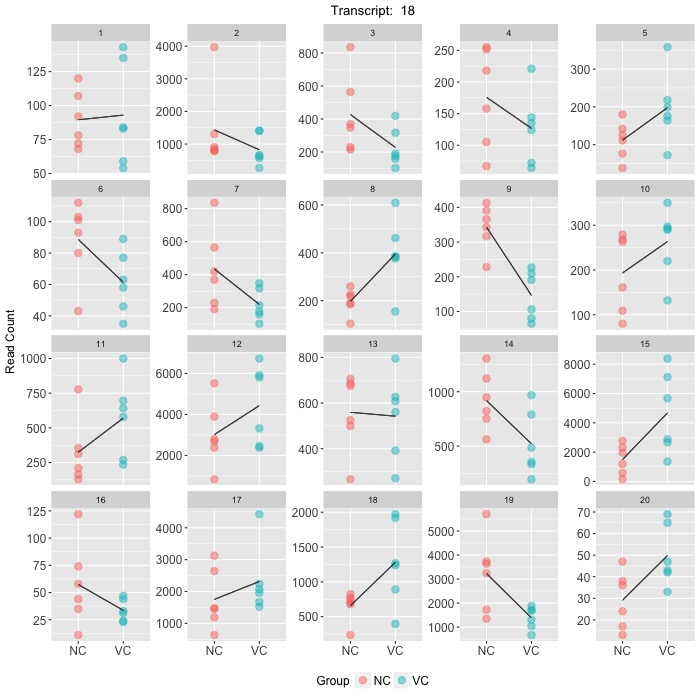 Transcript: 18
1 2 3 4 5
125 100 75 50
4000 3000 2000 1000
800 600 400 200
250 200 150 100
300 200 100
6 7 8 9 10
100 80 60 40
800 600 400 200
600 400 200
400 300 200 100
300 200 100
Read Count
11 12 13 14 15
1000 750 500 250
6000 4000 2000
800 600 400
1000 500
8000 6000 4000 2000 0
16 17 18 19 20
125 100 75 50 25
4000 3000 2000 1000
2000 1500 1000 500
5000 4000 3000 2000 1000
70 60 50 40 30 20
NC VC NC VC NC VC NC VC NC VC
Group NC VC